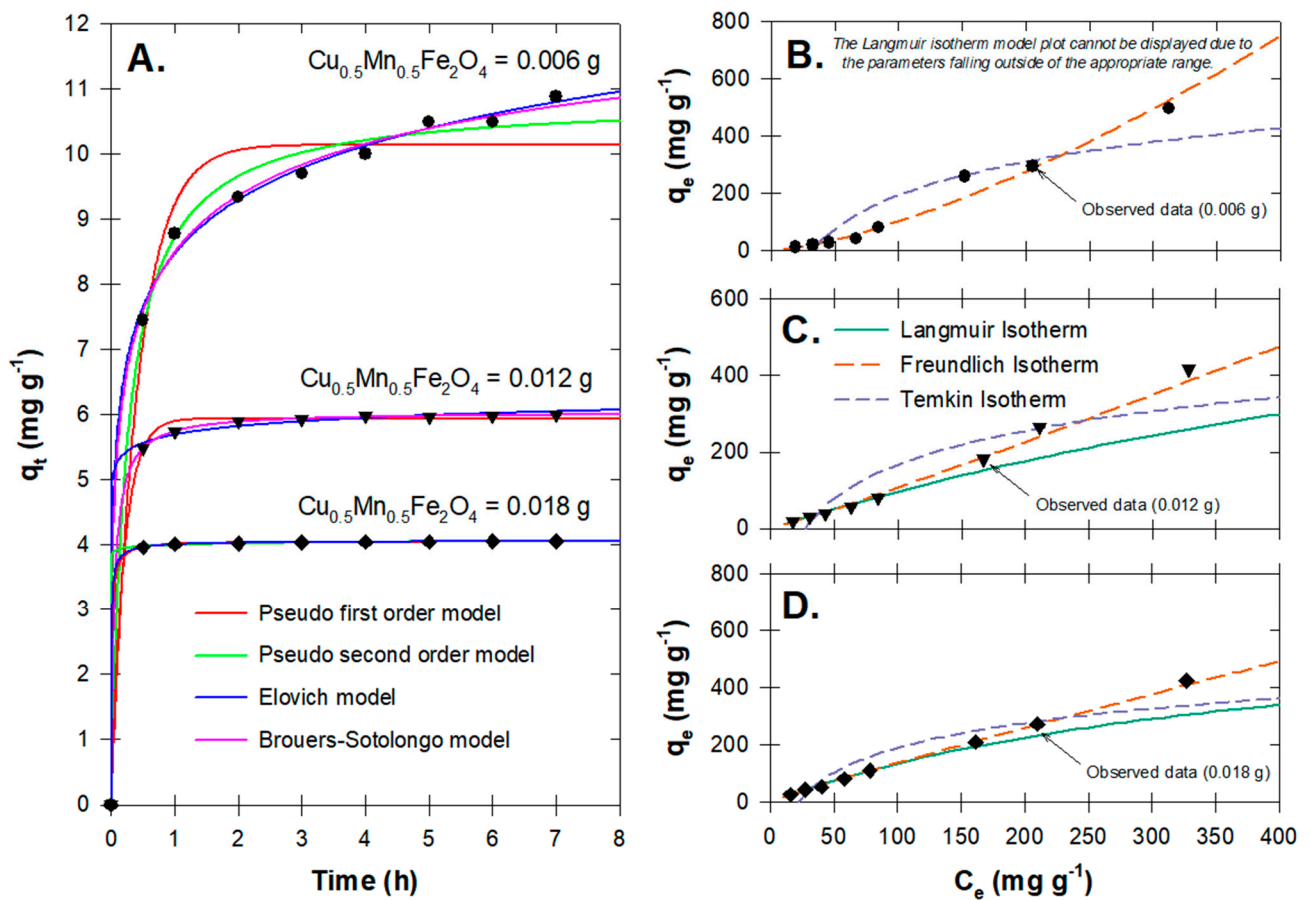 A.
Cu0.5Mn0.5Fe2O4 = 0.006 g
Cu0.5Mn0.5Fe2O4 = 0.012 g
Cu0.5Mn0.5Fe2O4 = 0.018 g
Pseudo first order model
Pseudo second order model
Elovich model
Brouers-Sotolongo model
12
11
10
9
8
7
6
5
4
3
2
1
0
qt (mg g-1)
0 1 2 3 4 5 6 7 8
Time (h)
B.
The Langmuir isotherm model plot cannot be displayed due to
the parameters falling outside of the appropriate range.
Observed data (0.006 g)
800
600
400
200
0
qe (mg g-1)
C.
Langmuir Isotherm
Freundlich Isotherm
Temkin Isotherm
Observed data (0.012 g)
600
400
200
0
qe (mg g-1)
D.
Observed data (0.018 g)
800
600
400
200
0
qe (mg g-1)
0 50 100 150 200 250 300 350 400
Ce (mg g-1)